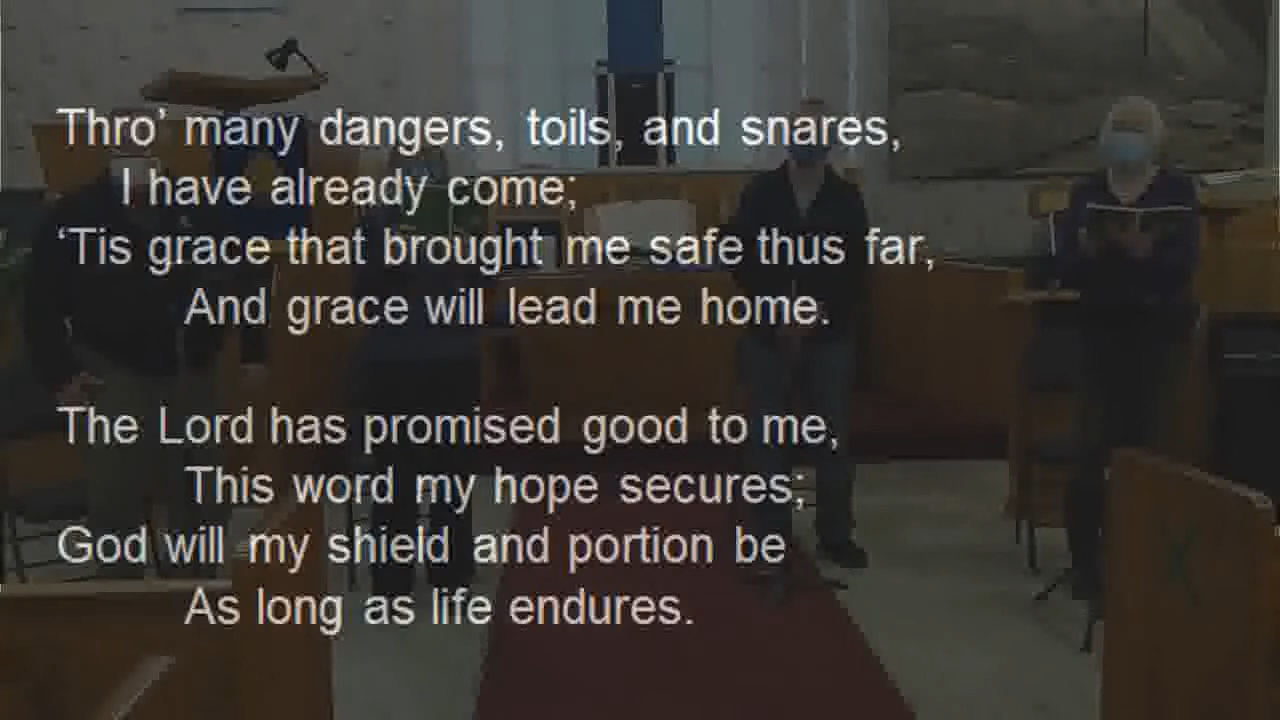 Thro’ many dangers, toils, and snares,
I have already come;
‘Tis grace that brought me safe thus far,
And grace will lead me home.
The Lord has promised good to me,
This word my hope secures;
God will my shield and portion be
As long as life endures.